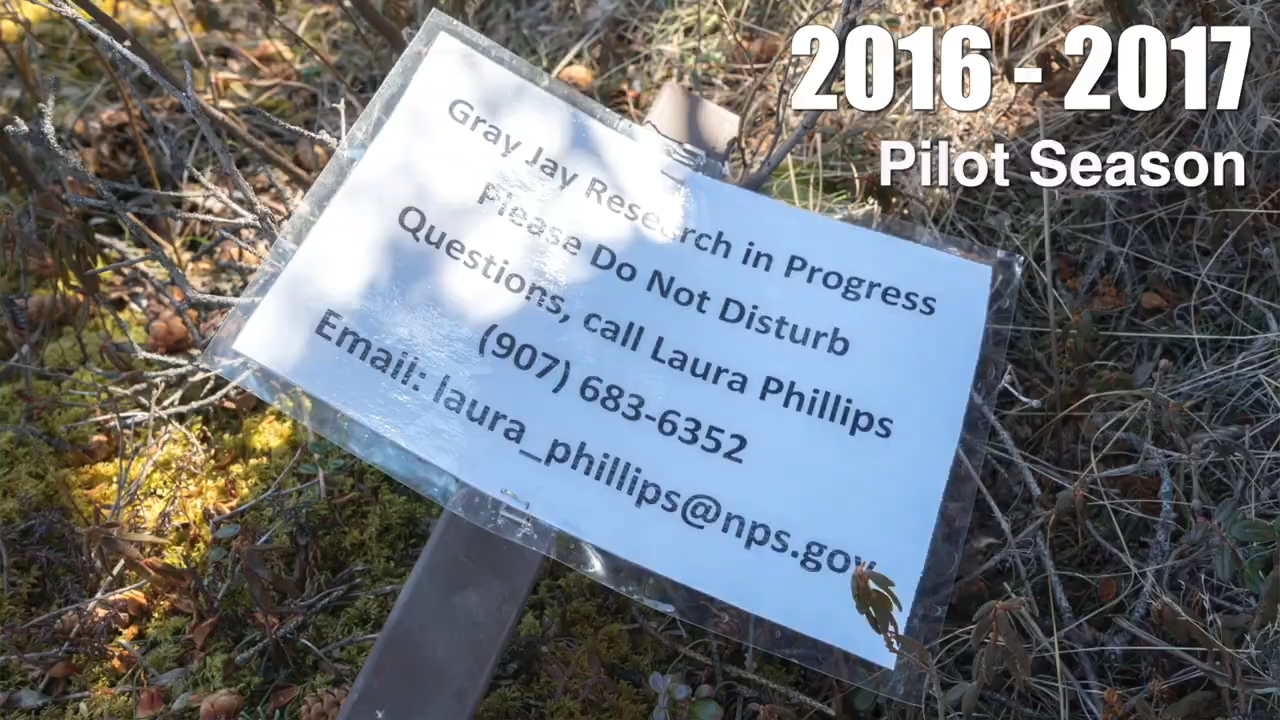 2016 - 2017
Pilot Season
Gray Jay Research in Progress
Please Do Not Disturb
Questions, call Laura Phillips
(907) 683-6352
Email: laura_phillips@nps.gov